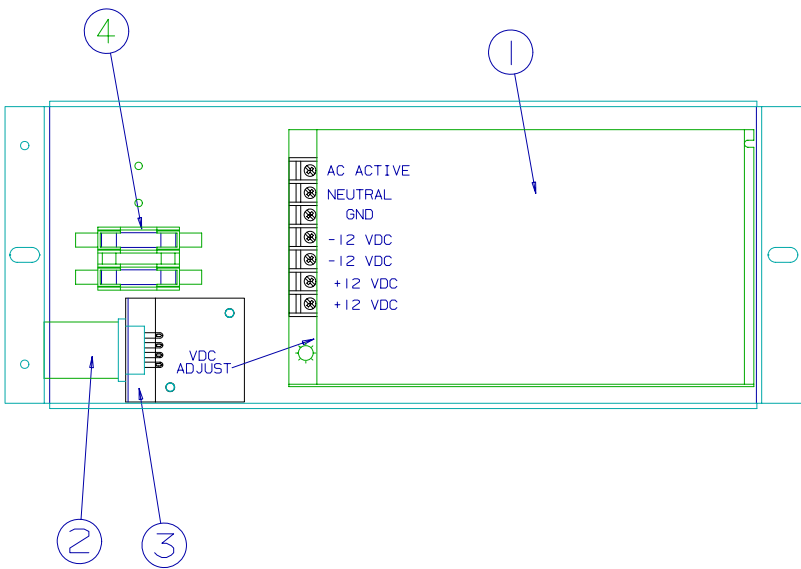 4
1
AC ACTIVE
NEUTRAL
GND
-12 VDC
-12 VDC
+12 VDC
+12 VDC
VDC
ADJUST
2
3